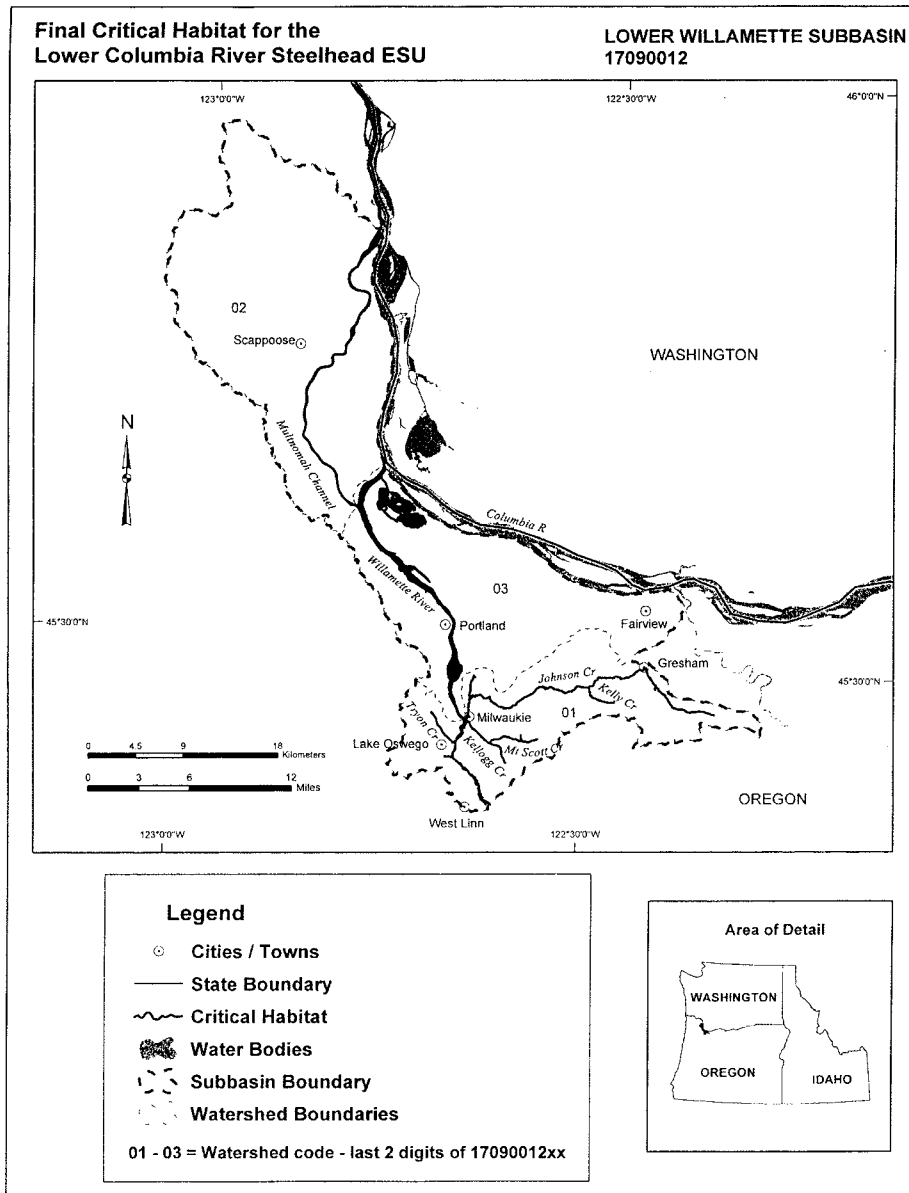 Final Critical Habitat for the
Lower Columbia River Steelhead ESU
LOWER WILLAMETTE SUBBASIN
17090012
123°0'0"W
122°30'0"W
46°0'0"N
02
Scappoose
WASHINGTON
N
Multnomah Channel
Columbia R
Willamette River
03
45°30'0"N
Portland
Fairview
Gresham
45°30'0"N
Johnson Cr
Kelly Cr
01
Milwaukie
Tryon Cr
Lake Oswego
Kellogg Cr
Mt Scott Cr
0 4.5 9 18
Kilometers
0 3 6 12
Miles
OREGON
West Linn
123°0'0"W
122°30'0"W
Legend
Cities / Towns
State Boundary
Critical Habitat
Water Bodies
Subbasin Boundary
Watershed Boundaries
01 - 03 = Watershed code - last 2 digits of 17090012xx
Area of Detail
WASHINGTON
OREGON
IDAHO